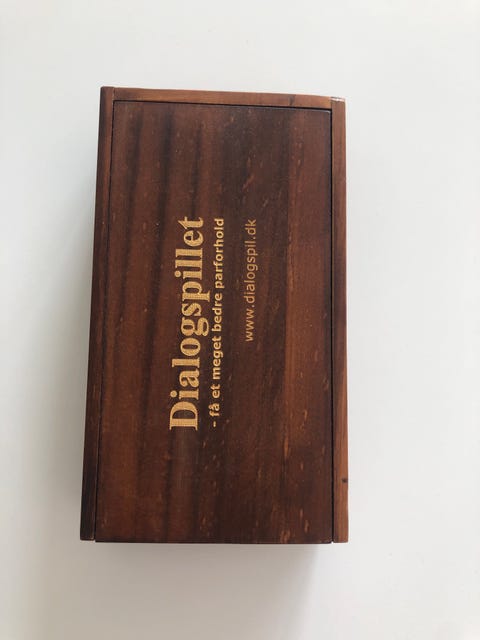 Dialogspillet
- få et meget bedre parforhold
www.dialogspil.dk